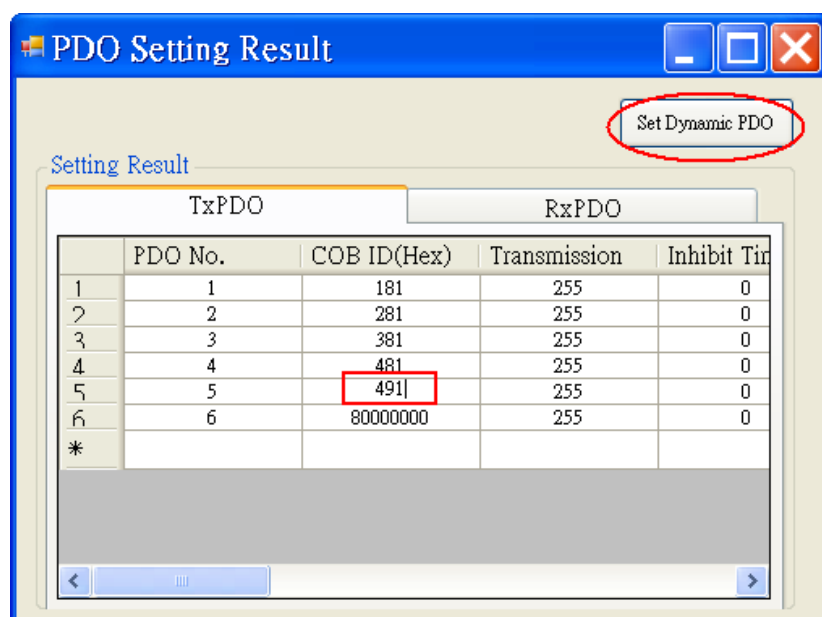 PDO Setting Result
Set Dynamic PDO
Setting Result
TxPDO RxPDO
PDO No. COB ID(Hex) Transmission Inhibit Tim
1 1 181 255 0
2 2 281 255 0
3 3 381 255 0
4 4 481 255 0
5 5 491 255 0
6 6 80000000 255 0
*